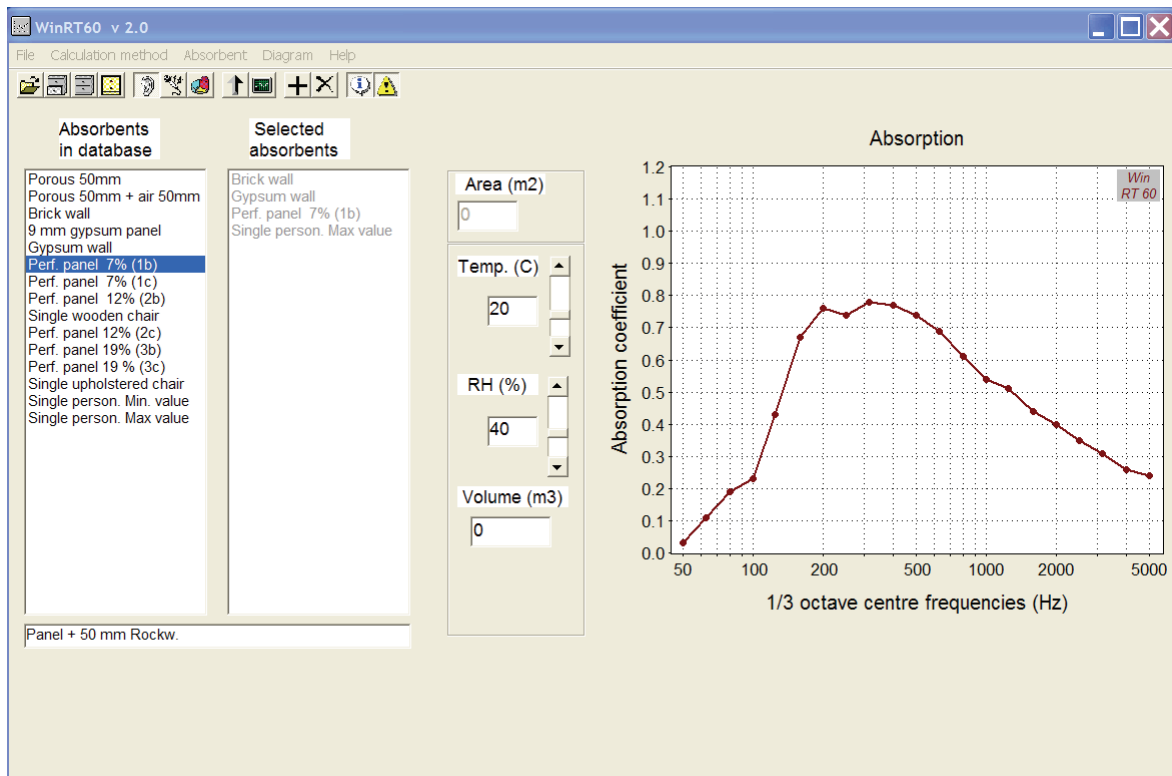 WinRT60 v 2.0
File Calculation method Absorbent Diagram Help
Absorbents
in database
Porous 50mm
Porous 50mm + air 50mm
Brick wall
9 mm gypsum panel
Gypsum wall
Perf. panel 7% (1b)
Perf. panel 7% (1c)
Perf. panel 12% (2b)
Single wooden chair
Perf. panel 12% (2c)
Perf. panel 19% (3b)
Perf. panel 19 % (3c)
Single upholstered chair
Single person. Min. value
Single person. Max value
Panel + 50 mm Rockw.
Selected
absorbents
Brick wall
Gypsum wall
Perf. panel 7% (1b)
Single person. Max value
Area (m2)
0
Temp. (C)
20
RH (%)
40
Volume (m3)
0
Absorption
Win
RT 60
Absorption coefficient
1.2
1.1
1.0
0.9
0.8
0.7
0.6
0.5
0.4
0.3
0.2
0.1
0.0
50 100 200 500 1000 2000 5000
1/3 octave centre frequencies (Hz)